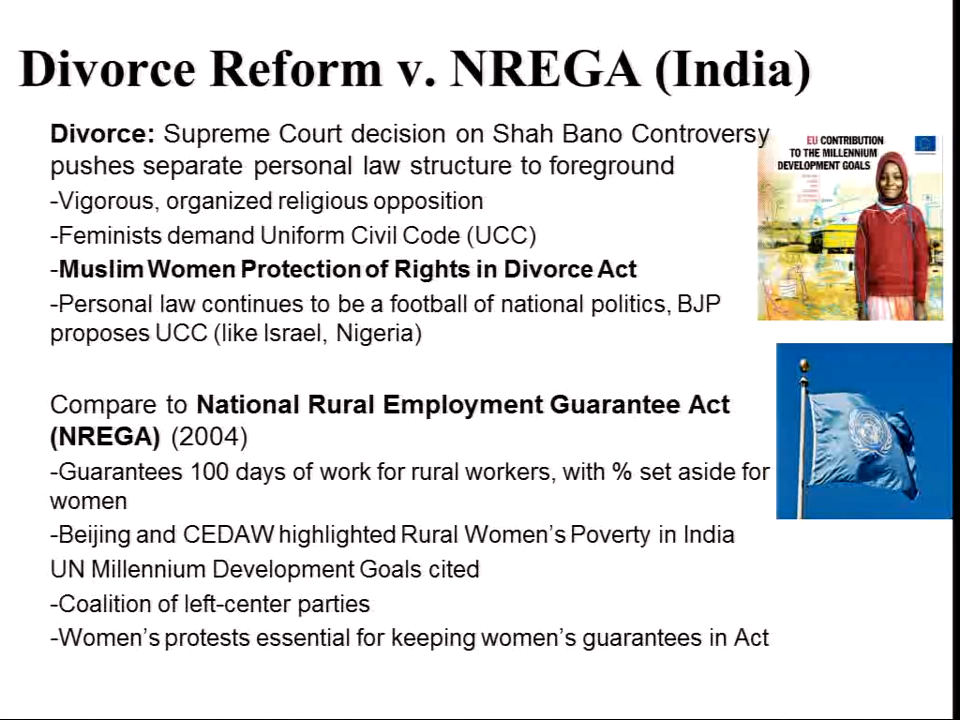 Divorce Reform v. NREGA (India)
Divorce: Supreme Court decision on Shah Bano Controversy
pushes separate personal law structure to foreground
-Vigorous, organized religious opposition
-Feminists demand Uniform Civil Code (UCC)
-Muslim Women Protection of Rights in Divorce Act
-Personal law continues to be a football of national politics, BJP
proposes UCC (like Israel, Nigeria)
Compare to National Rural Employment Guarantee Act
(NREGA) (2004)
-Guarantees 100 days of work for rural workers, with % set aside for
women
-Beijing and CEDAW highlighted Rural Women's Poverty in India
UN Millennium Development Goals cited
-Coalition of left-center parties
-Women's protests essential for keeping women's guarantees in Act
EU CONTRIBUTION
TO THE MILLENNIUM
DEVELOPMENT GOALS